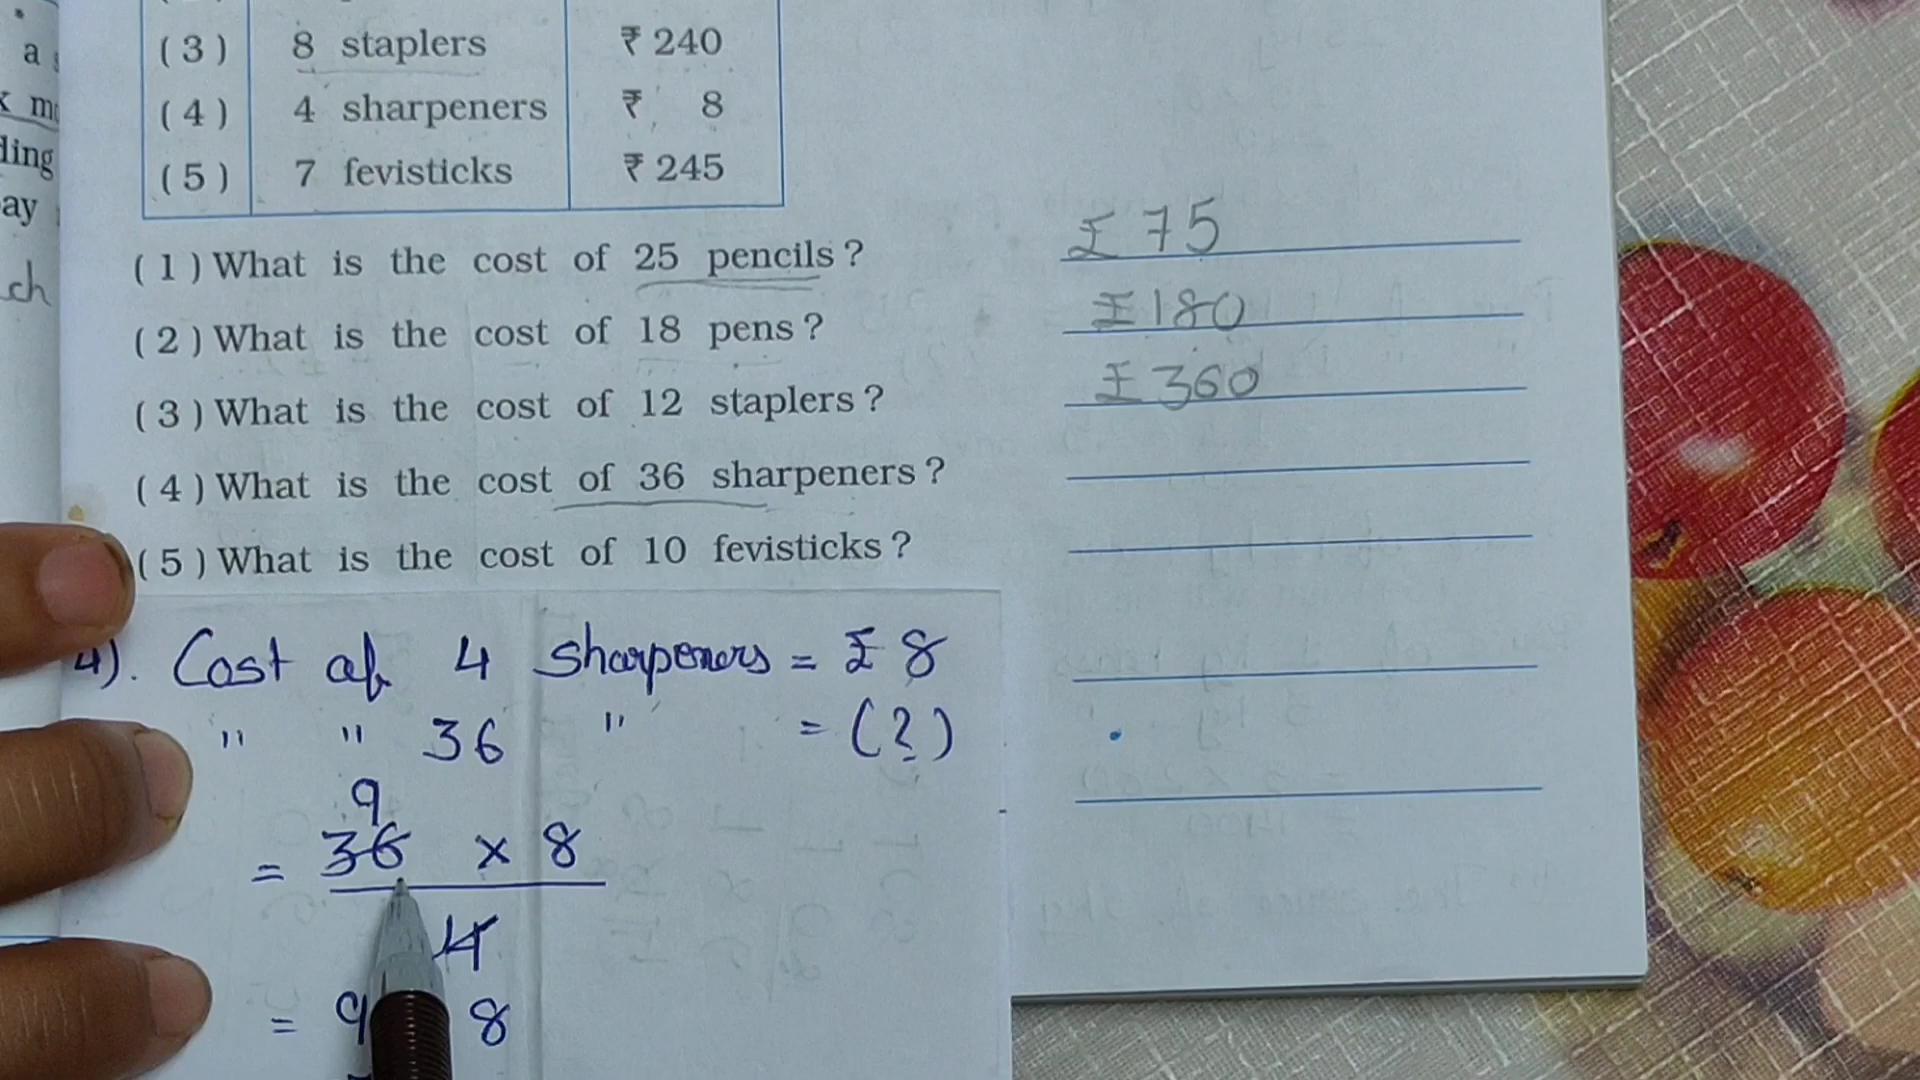 a
( 3 ) 8 staplers ₹ 240
x
( 4 ) 4 sharpeners ₹ 8
ling
( 5 ) 7 fevisticks ₹ 245
ay
ch
( 1 ) What is the cost of 25 pencils ? ₹ 75
( 2 ) What is the cost of 18 pens ? ₹ 180
( 3 ) What is the cost of 12 staplers ? ₹ 360
( 4 ) What is the cost of 36 sharpeners ?
( 5 ) What is the cost of 10 fevisticks ?
4). Cost of 4 sharpeners = ₹ 8
" " 36 " = (?)
9
= 36 x 8
4
= 9 8